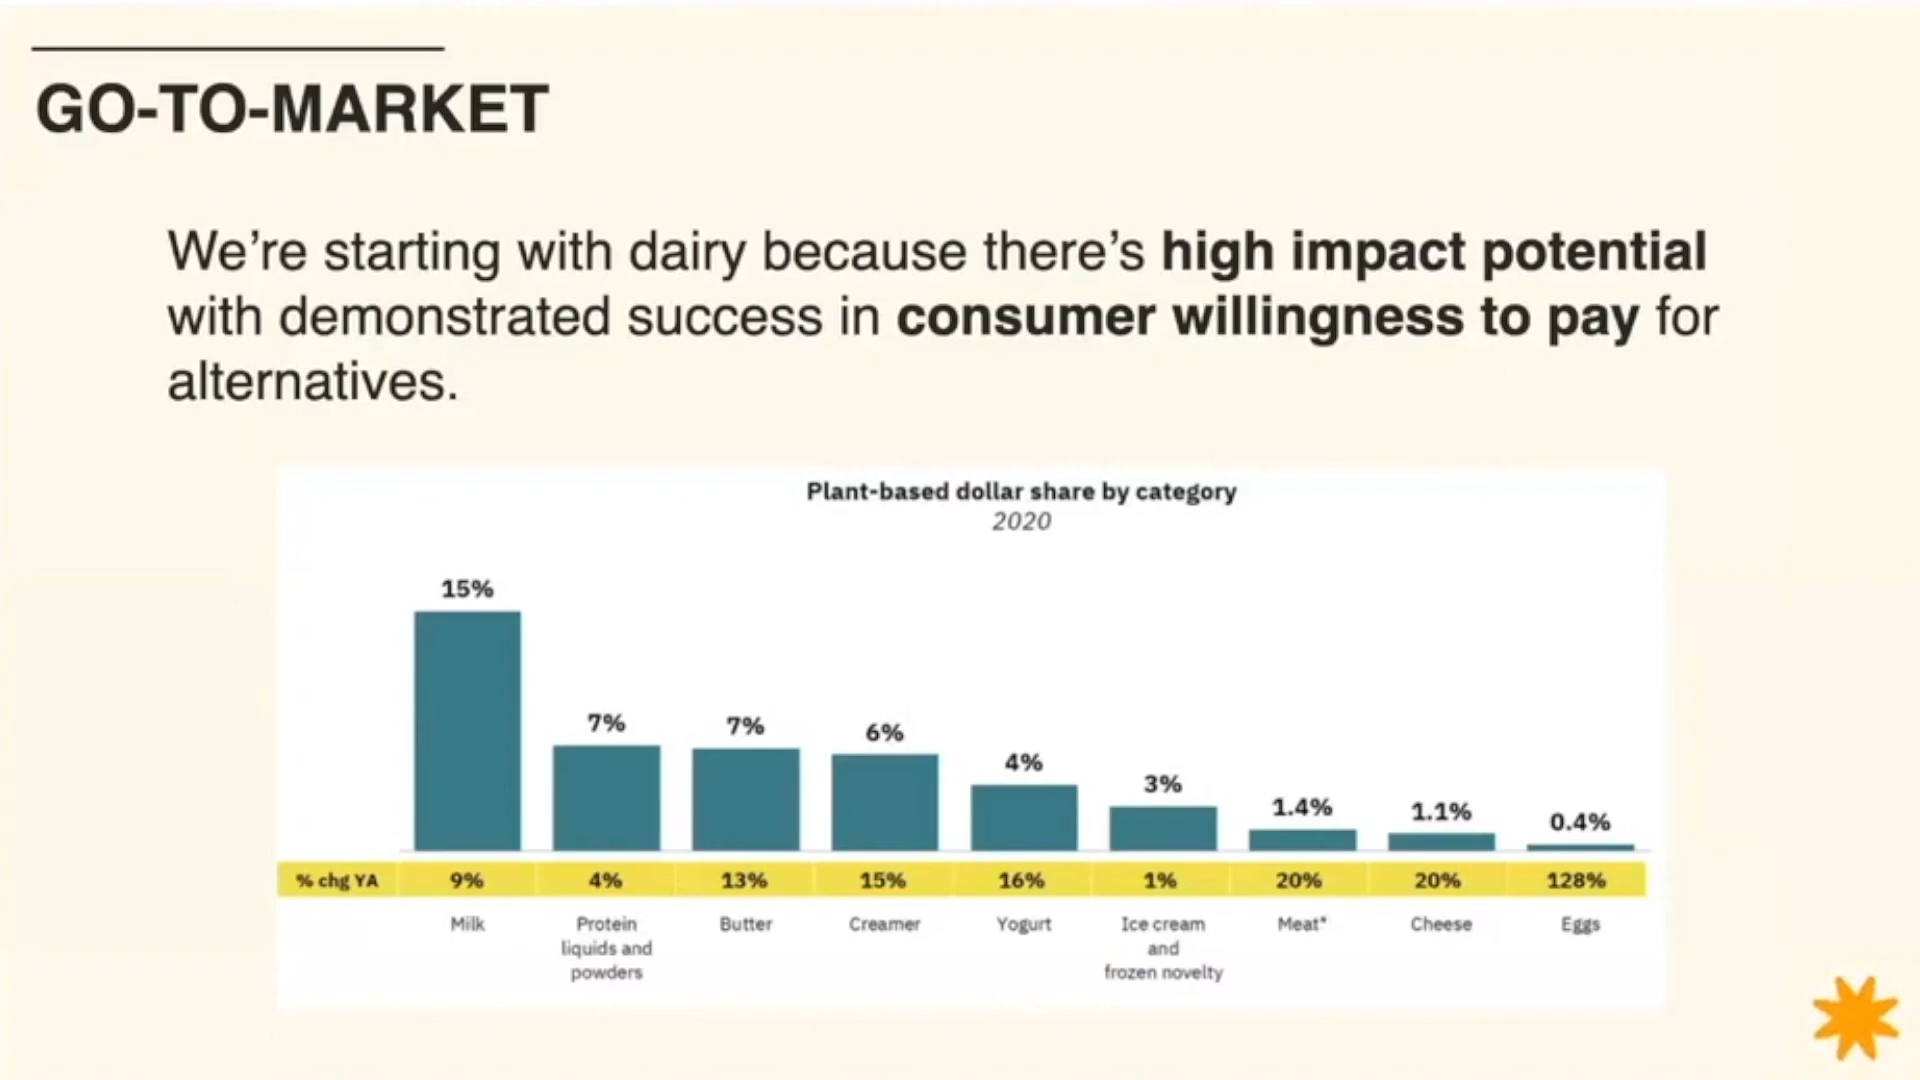 GO-TO-MARKET
We’re starting with dairy because there’s high impact potential
with demonstrated success in consumer willingness to pay for
alternatives.
Plant-based dollar share by category
2020
15%
7%
7%
6%
4%
3%
1.4%
1.1%
0.4%
% chg YA 9% 4% 13% 15% 16% 1% 20% 20% 128%
Milk
Protein
liquids and
powders
Butter
Creamer
Yogurt
Ice cream
and
frozen novelty
Meat*
Cheese
Eggs